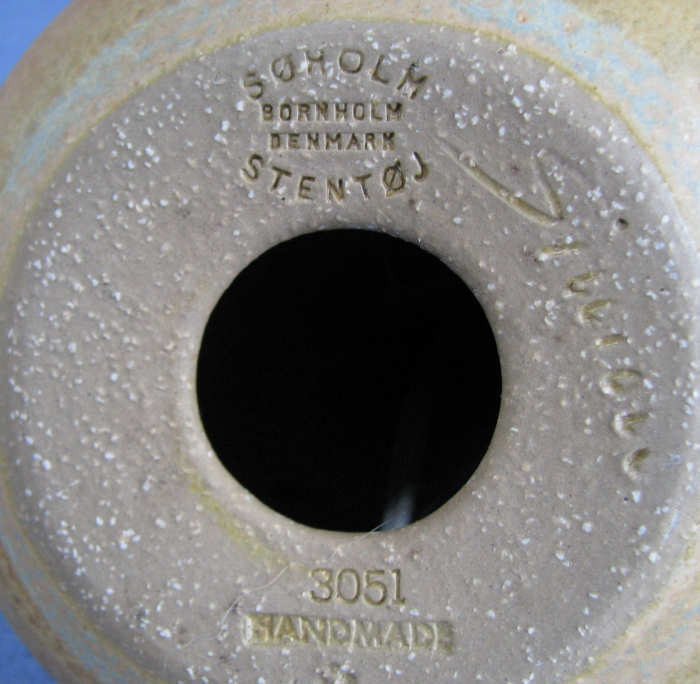 SØHOLM
BORNHOLM
DENMARK
STENTØJ
3051
HANDMADE